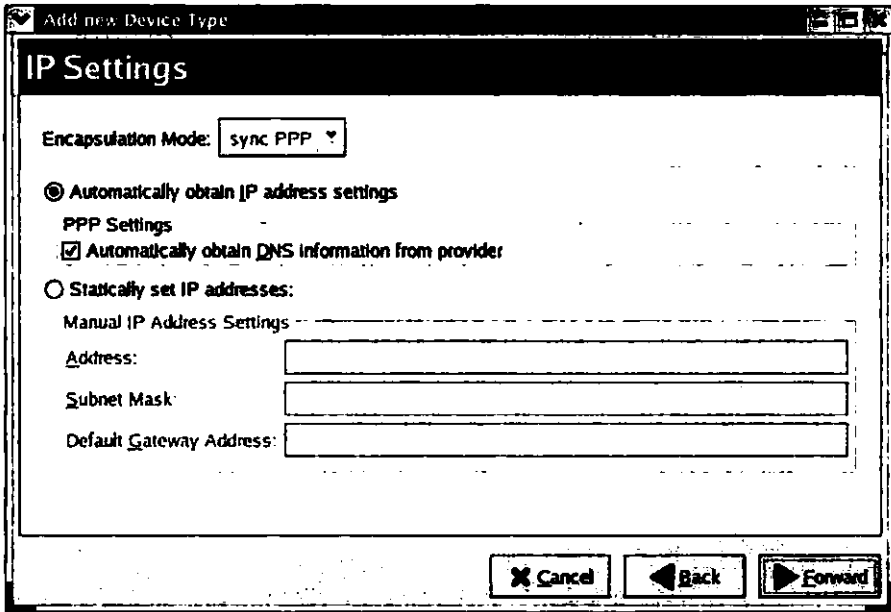 Add new Device Type
IP Settings
Encapsulation Mode: sync PPP
Automatically obtain IP address settings
PPP Settings
Automatically obtain DNS information from provider
Statically set IP addresses:
Manual IP Address Settings
Address:
Subnet Mask
Default Gateway Address:
Cancel Back Forward